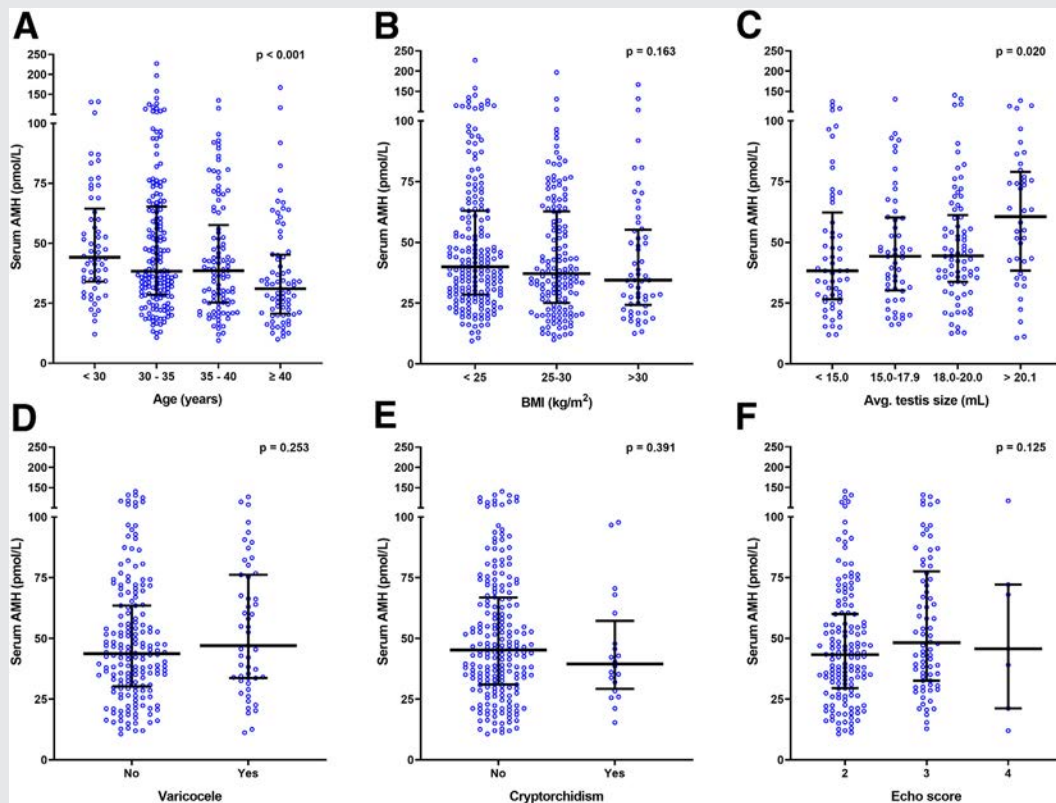 A
p < 0.001
250
200
150
100
75
50
25
0
Serum AMH (pmol/L)
< 30
30 - 35
35 - 40
≥ 40
Age (years)
B
p = 0.163
250
200
150
100
75
50
25
0
Serum AMH (pmol/L)
< 25
25-30
>30
BMI (kg/m²)
C
p = 0.020
250
200
150
100
75
50
25
0
Serum AMH (pmol/L)
< 15.0
15.0-17.9
18.0-20.0
> 20.1
Avg. testis size (mL)
D
p = 0.253
250
200
150
100
75
50
25
0
Serum AMH (pmol/L)
No
Yes
Varicocele
E
p = 0.391
250
200
150
100
75
50
25
0
Serum AMH (pmol/L)
No
Yes
Cryptorchidism
F
p = 0.125
250
200
150
100
75
50
25
0
Serum AMH (pmol/L)
2
3
4
Echo score